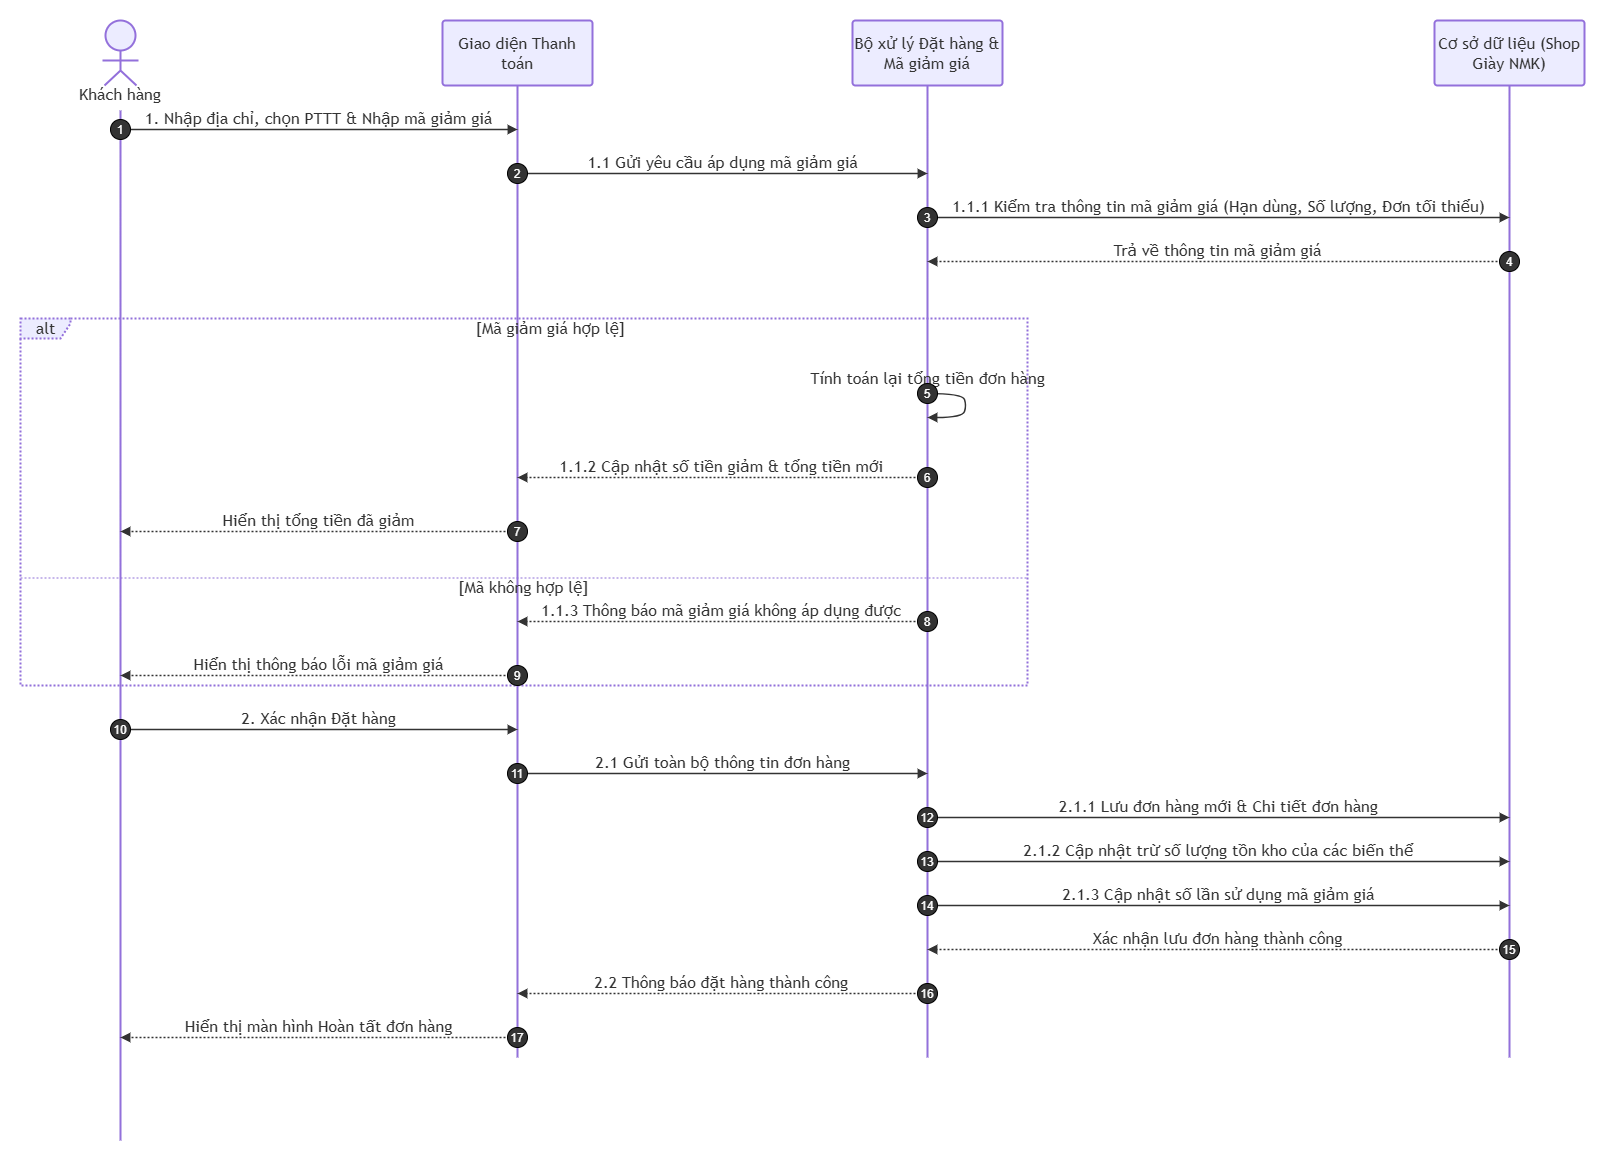 Khách hàng
Giao diện Thanh
toán
Bộ xử lý Đặt hàng &
Mã giảm giá
Cơ sở dữ liệu (Shop
Giày NMK)
1 1. Nhập địa chỉ, chọn PTTT & Nhập mã giảm giá
2 1.1 Gửi yêu cầu áp dụng mã giảm giá
3 1.1.1 Kiểm tra thông tin mã giảm giá (Hạn dùng, Số lượng, Đơn tối thiểu)
Trả về thông tin mã giảm giá 4
alt [Mã giảm giá hợp lệ]
Tính toán lại tổng tiền đơn hàng
5
1.1.2 Cập nhật số tiền giảm & tổng tiền mới 6
Hiển thị tổng tiền đã giảm 7
[Mã không hợp lệ]
1.1.3 Thông báo mã giảm giá không áp dụng được 8
Hiển thị thông báo lỗi mã giảm giá 9
10 2. Xác nhận Đặt hàng
11 2.1 Gửi toàn bộ thông tin đơn hàng
12 2.1.1 Lưu đơn hàng mới & Chi tiết đơn hàng
13 2.1.2 Cập nhật trừ số lượng tồn kho của các biến thể
14 2.1.3 Cập nhật số lần sử dụng mã giảm giá
Xác nhận lưu đơn hàng thành công 15
2.2 Thông báo đặt hàng thành công 16
Hiển thị màn hình Hoàn tất đơn hàng 17